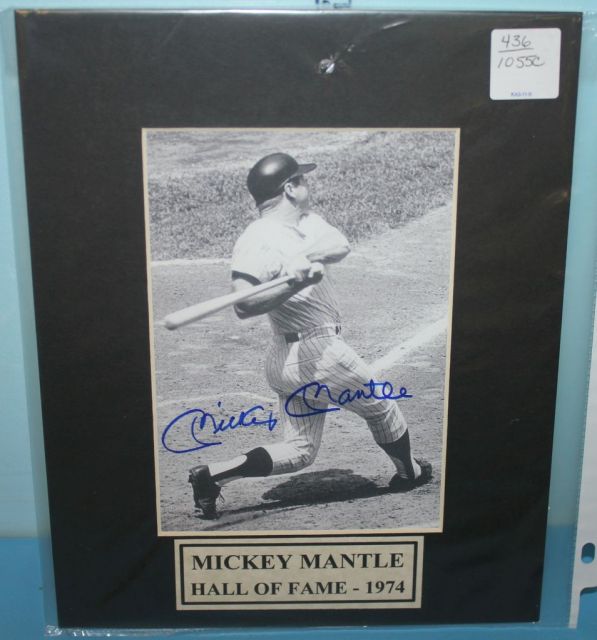 436
1055C
Mickey Mantle
MICKEY MANTLE
HALL OF FAME - 1974